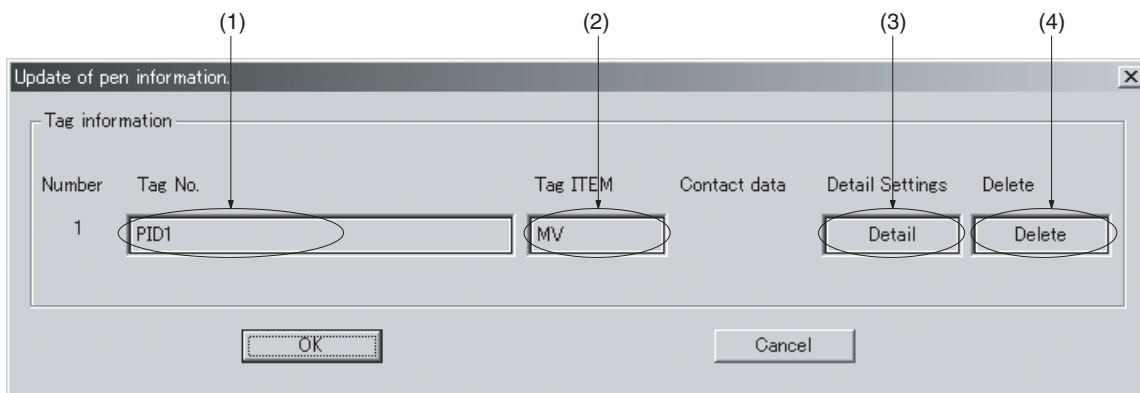 (1) (2) (3) (4)
Update of pen information.
Tag information
Number Tag No. Tag ITEM Contact data Detail Settings Delete
1 PID1 MV Detail Delete
OK Cancel